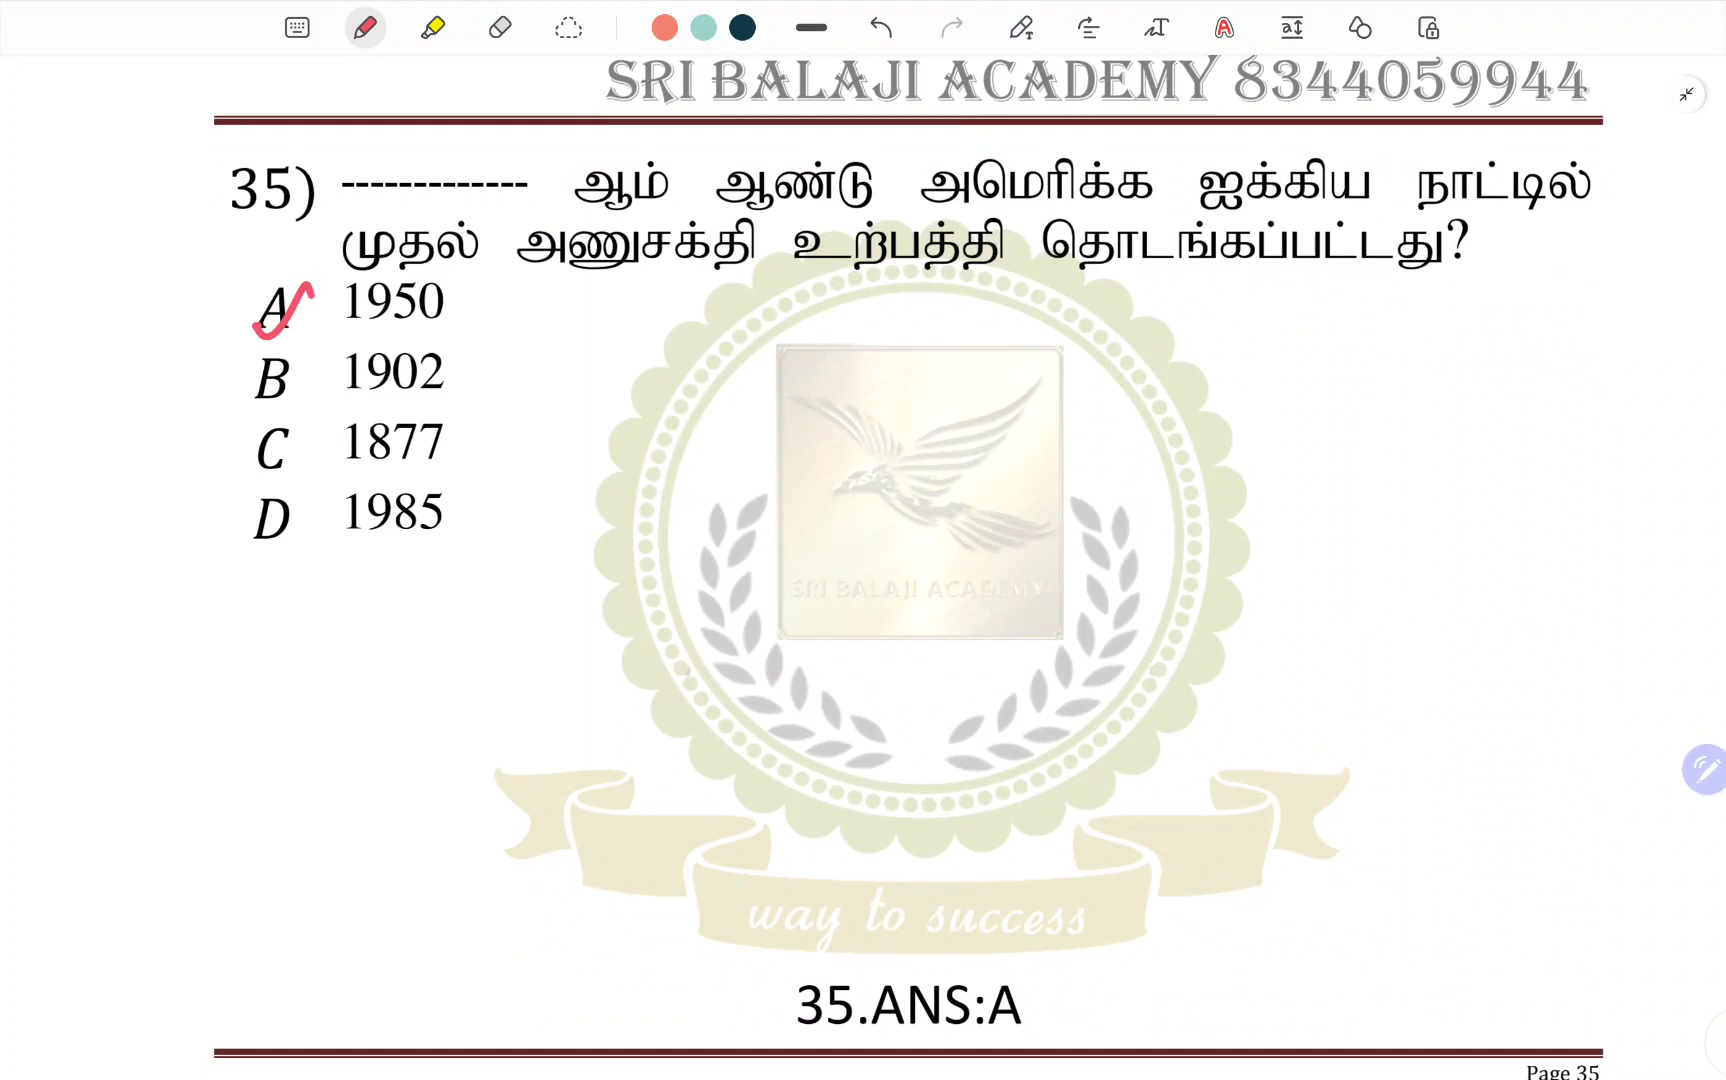 SRI BALAJI ACADEMY 8344059944
35) ------------- ஆம் ஆண்டு அமெரிக்க ஐக்கிய நாட்டில்
முதல் அணுசக்தி உற்பத்தி தொடங்கப்பட்டது?
A 1950
B 1902
C 1877
D 1985
SRI BALAJI ACADEMY
way to success
35.ANS:A
Page 35